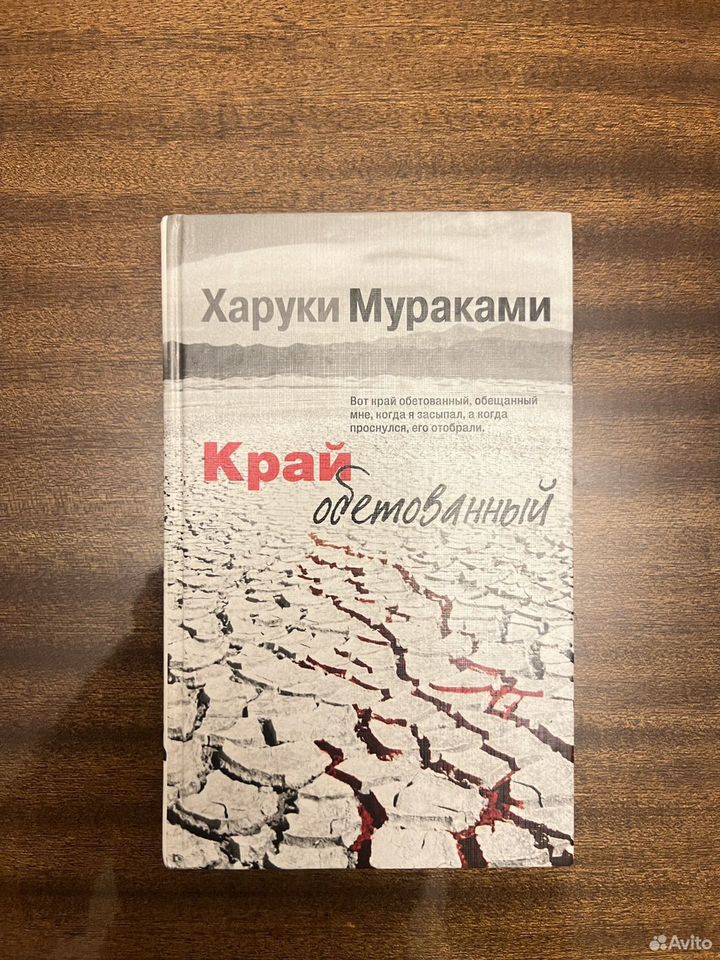 Харуки Мураками
Вот край обетованный, обещанный
мне, когда я засыпал, а когда
проснулся, его отобрали.
Край
обетованный
Avito